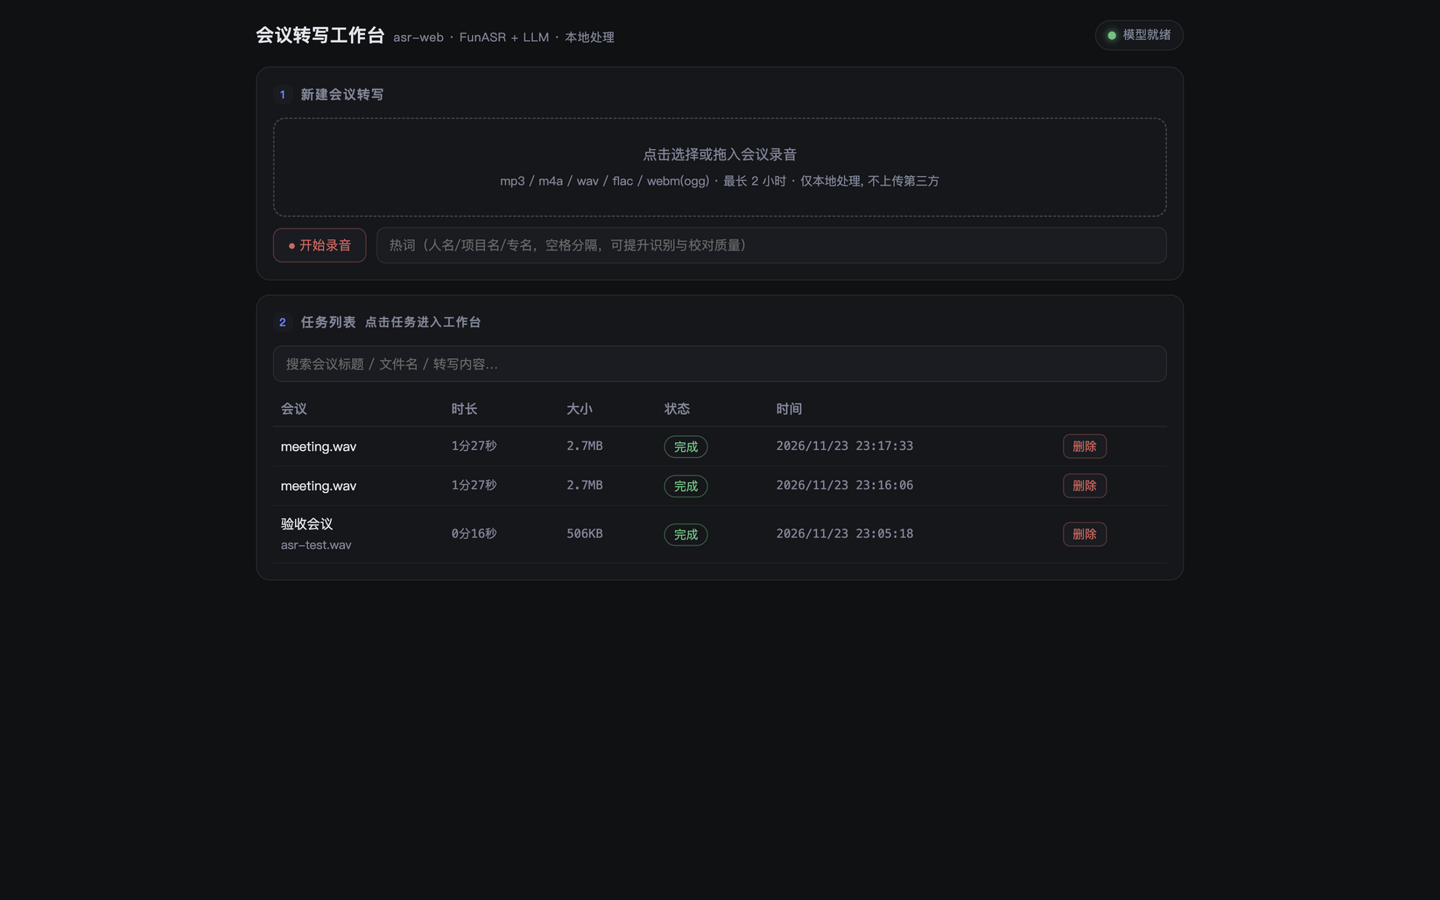 会议转写工作台 asr-web · FunASR + LLM · 本地处理
模型就绪
1 新建会议转写
点击选择或拖入会议录音
mp3 / m4a / wav / flac / webm(ogg) · 最长 2 小时 · 仅本地处理, 不上传第三方
开始录音
热词（人名/项目名/专名，空格分隔，可提升识别与校对质量）
2 任务列表 点击任务进入工作台
搜索会议标题 / 文件名 / 转写内容...
会议 时长 大小 状态 时间
meeting.wav 1分27秒 2.7MB 完成 2026/11/23 23:17:33 删除
meeting.wav 1分27秒 2.7MB 完成 2026/11/23 23:16:06 删除
验收会议
asr-test.wav
0分16秒 506KB 完成 2026/11/23 23:05:18 删除